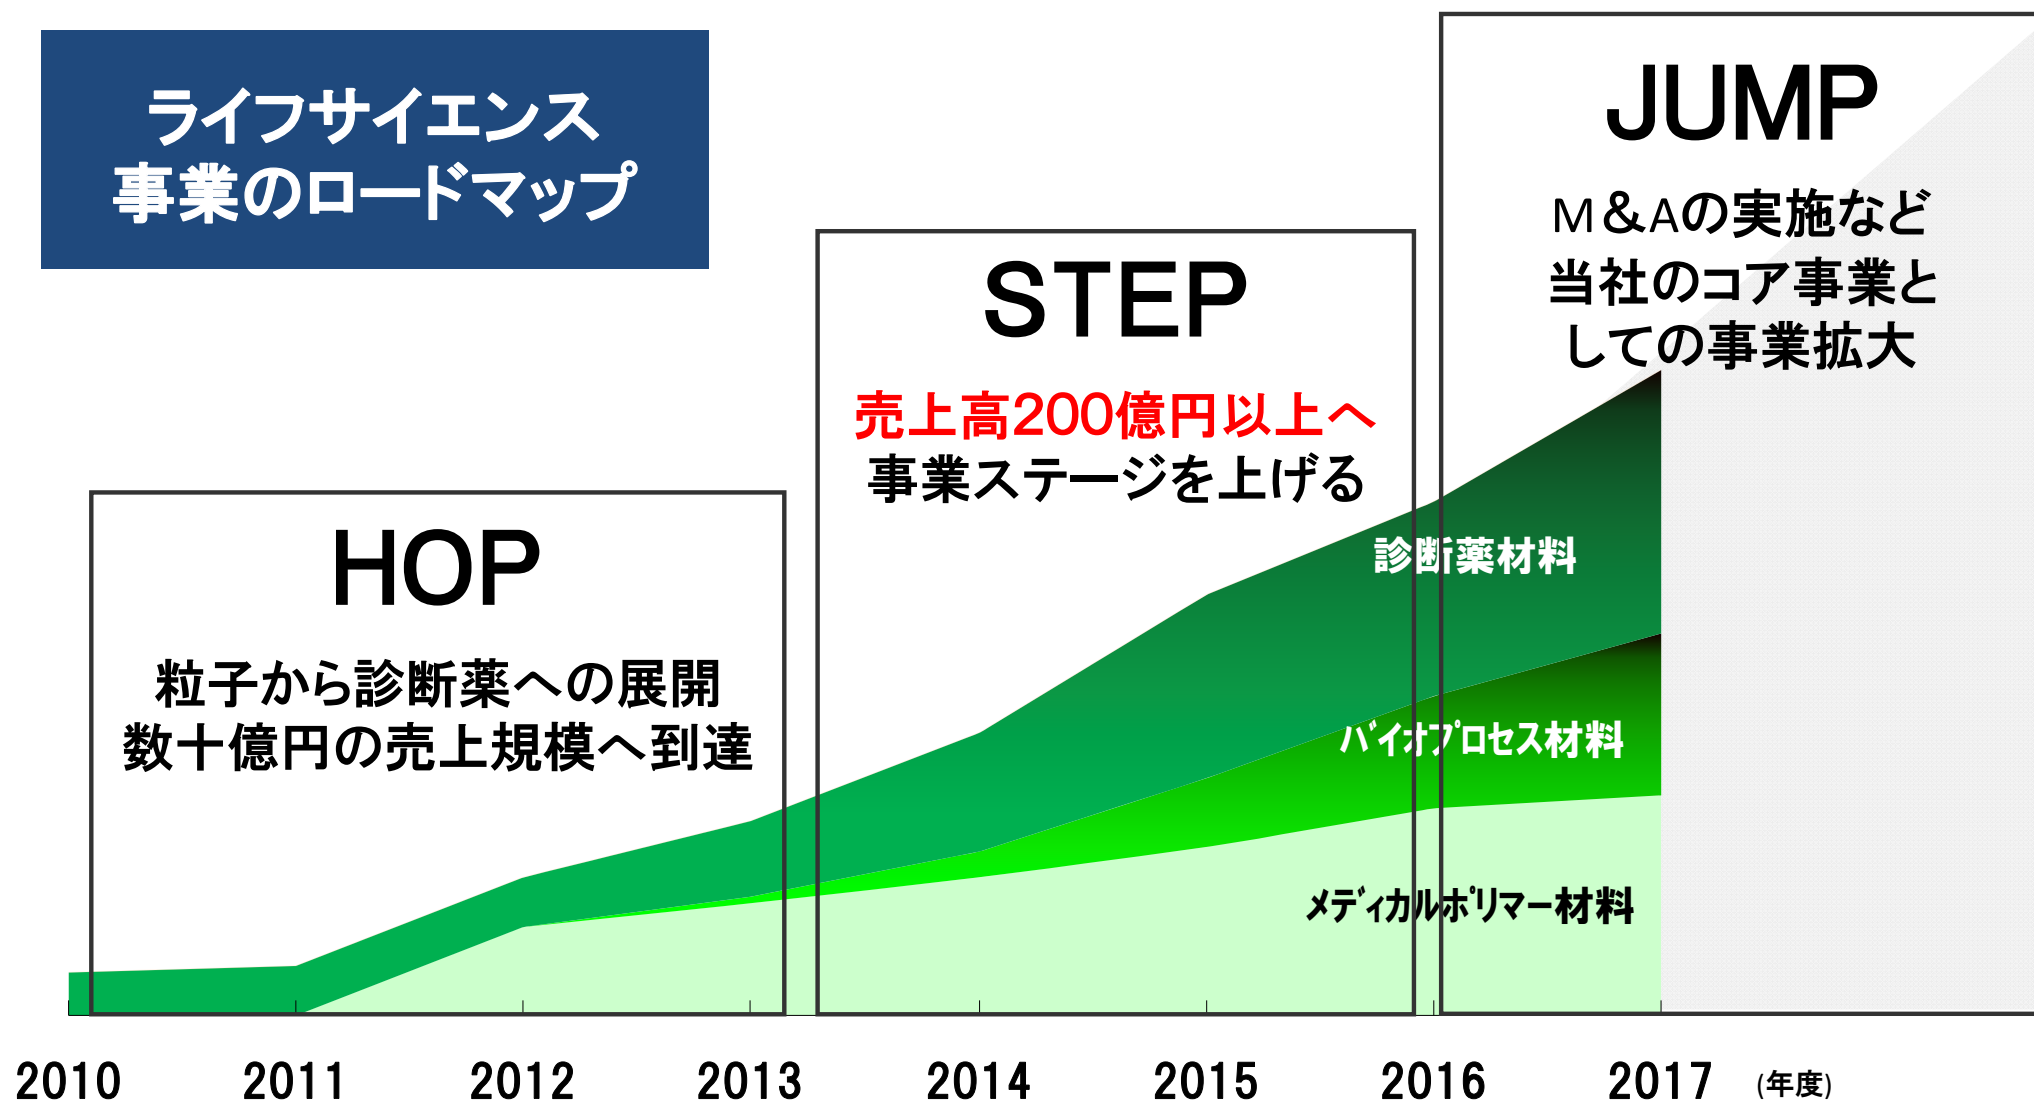 ライフサイエンス
事業のロードマップ
HOP
粒子から診断薬への展開
数十億円の売上規模へ到達
STEP
売上高200億円以上へ
事業ステージを上げる
JUMP
M&Aの実施など
当社のコア事業と
しての事業拡大
診断薬材料
バイオプロセス材料
メディカルポリマー材料
2010 2011 2012 2013 2014 2015 2016 2017 (年度)